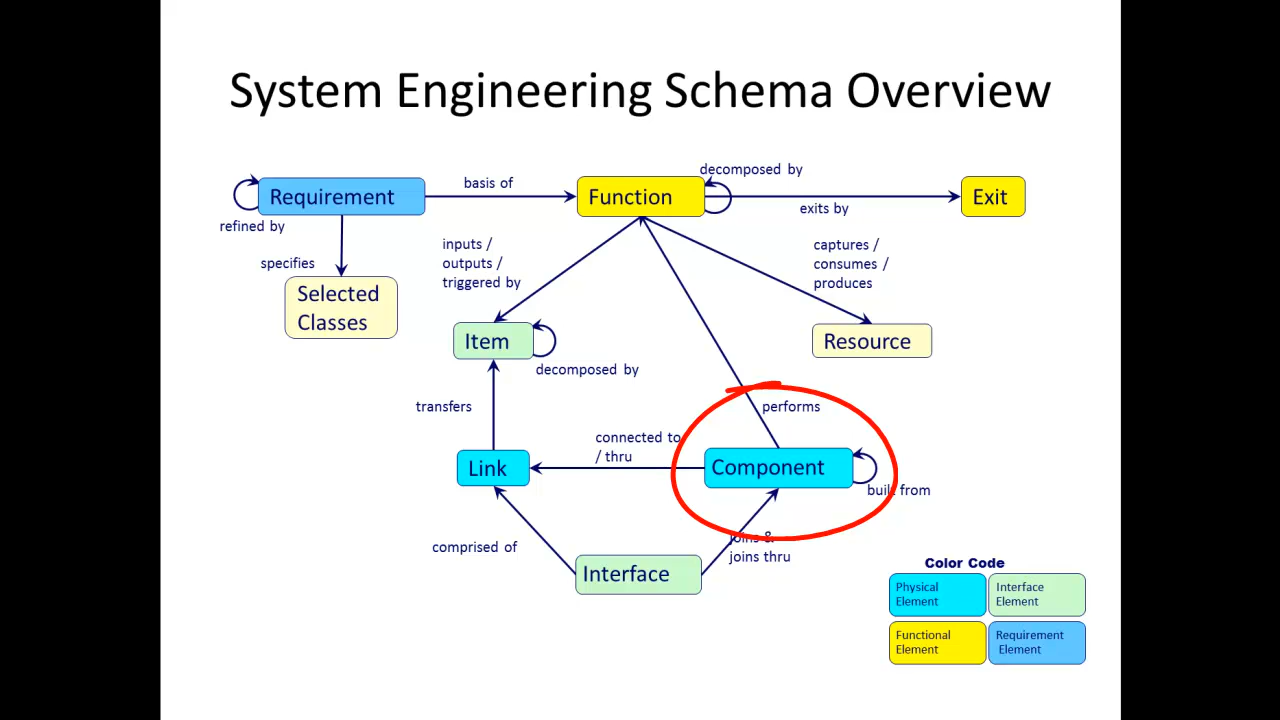 System Engineering Schema Overview
decomposed by
basis of
Requirement
Function
Exit
exits by
refined by
inputs /
outputs /
triggered by
captures /
consumes /
produces
specifies
Selected
Classes
Item
Resource
decomposed by
transfers
performs
connected to
/ thru
Link
Component
built from
comprised of
joins &
joins thru
Interface
Color Code
Physical
Element
Interface
Element
Functional
Element
Requirement
Element